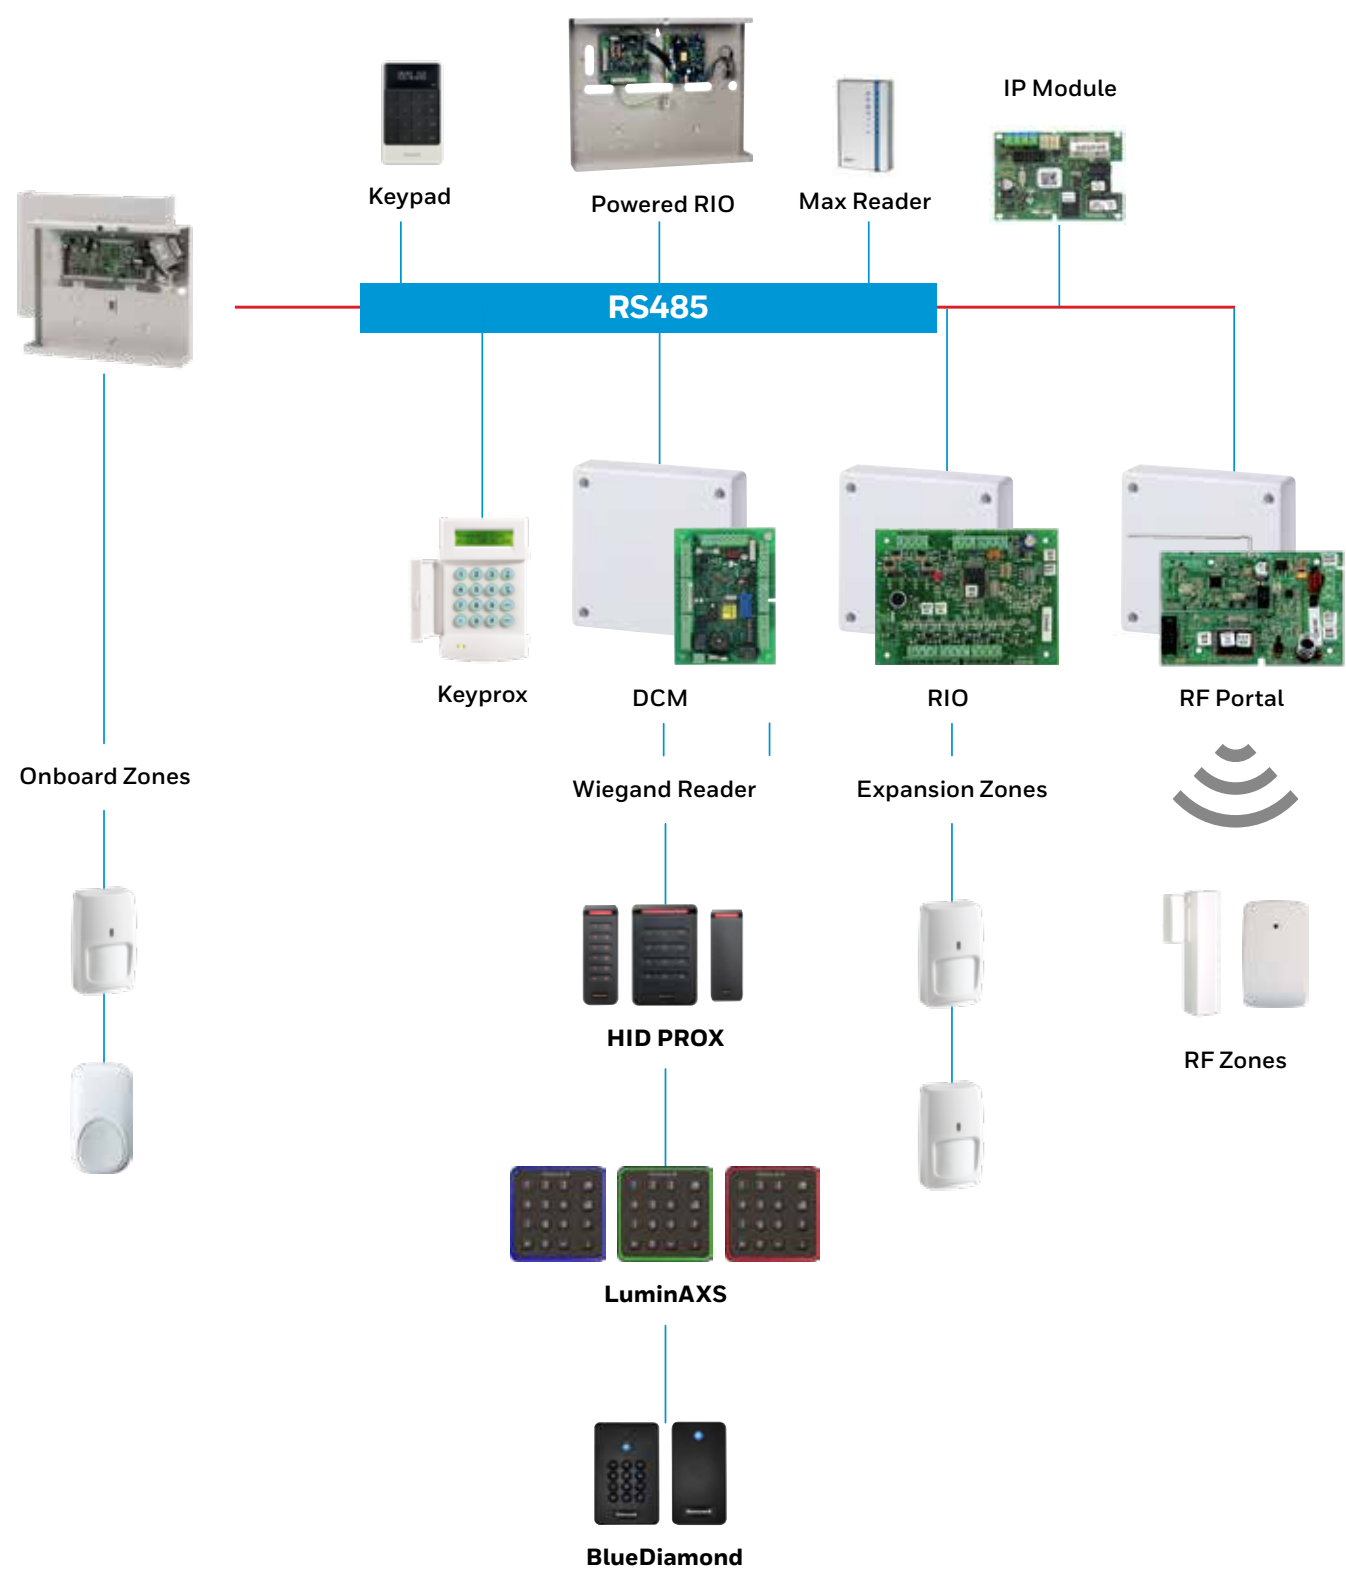 IP Module
Keypad
Powered RIO
Max Reader
RS485
Keyprox
DCM
RIO
RF Portal
Onboard Zones
Wiegand Reader
Expansion Zones
HID PROX
RF Zones
LuminAXS
BlueDiamond